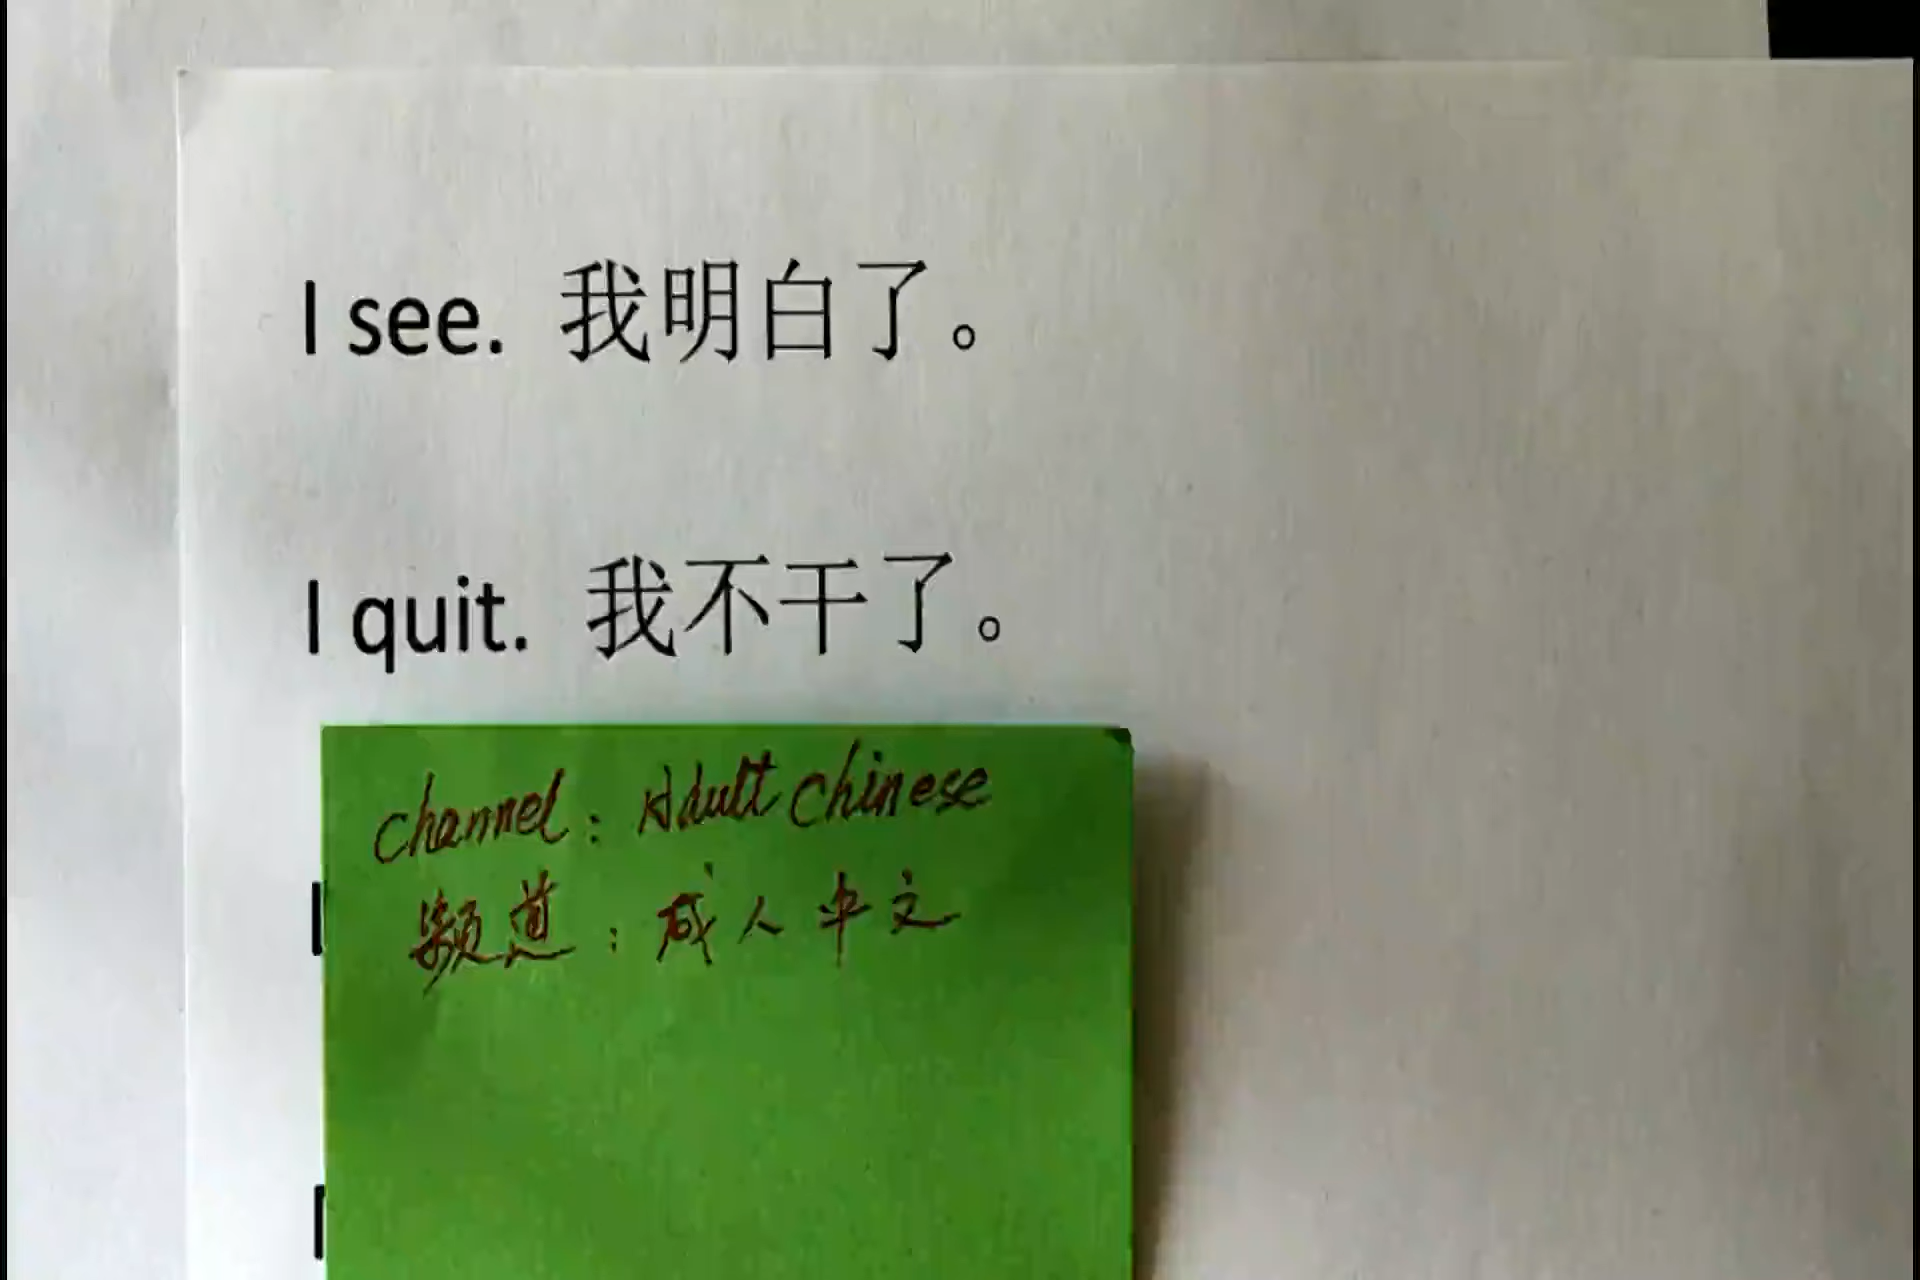 I see. 我明白了。
I quit. 我不干了。
Channel: Adult Chinese
频道:成人中文